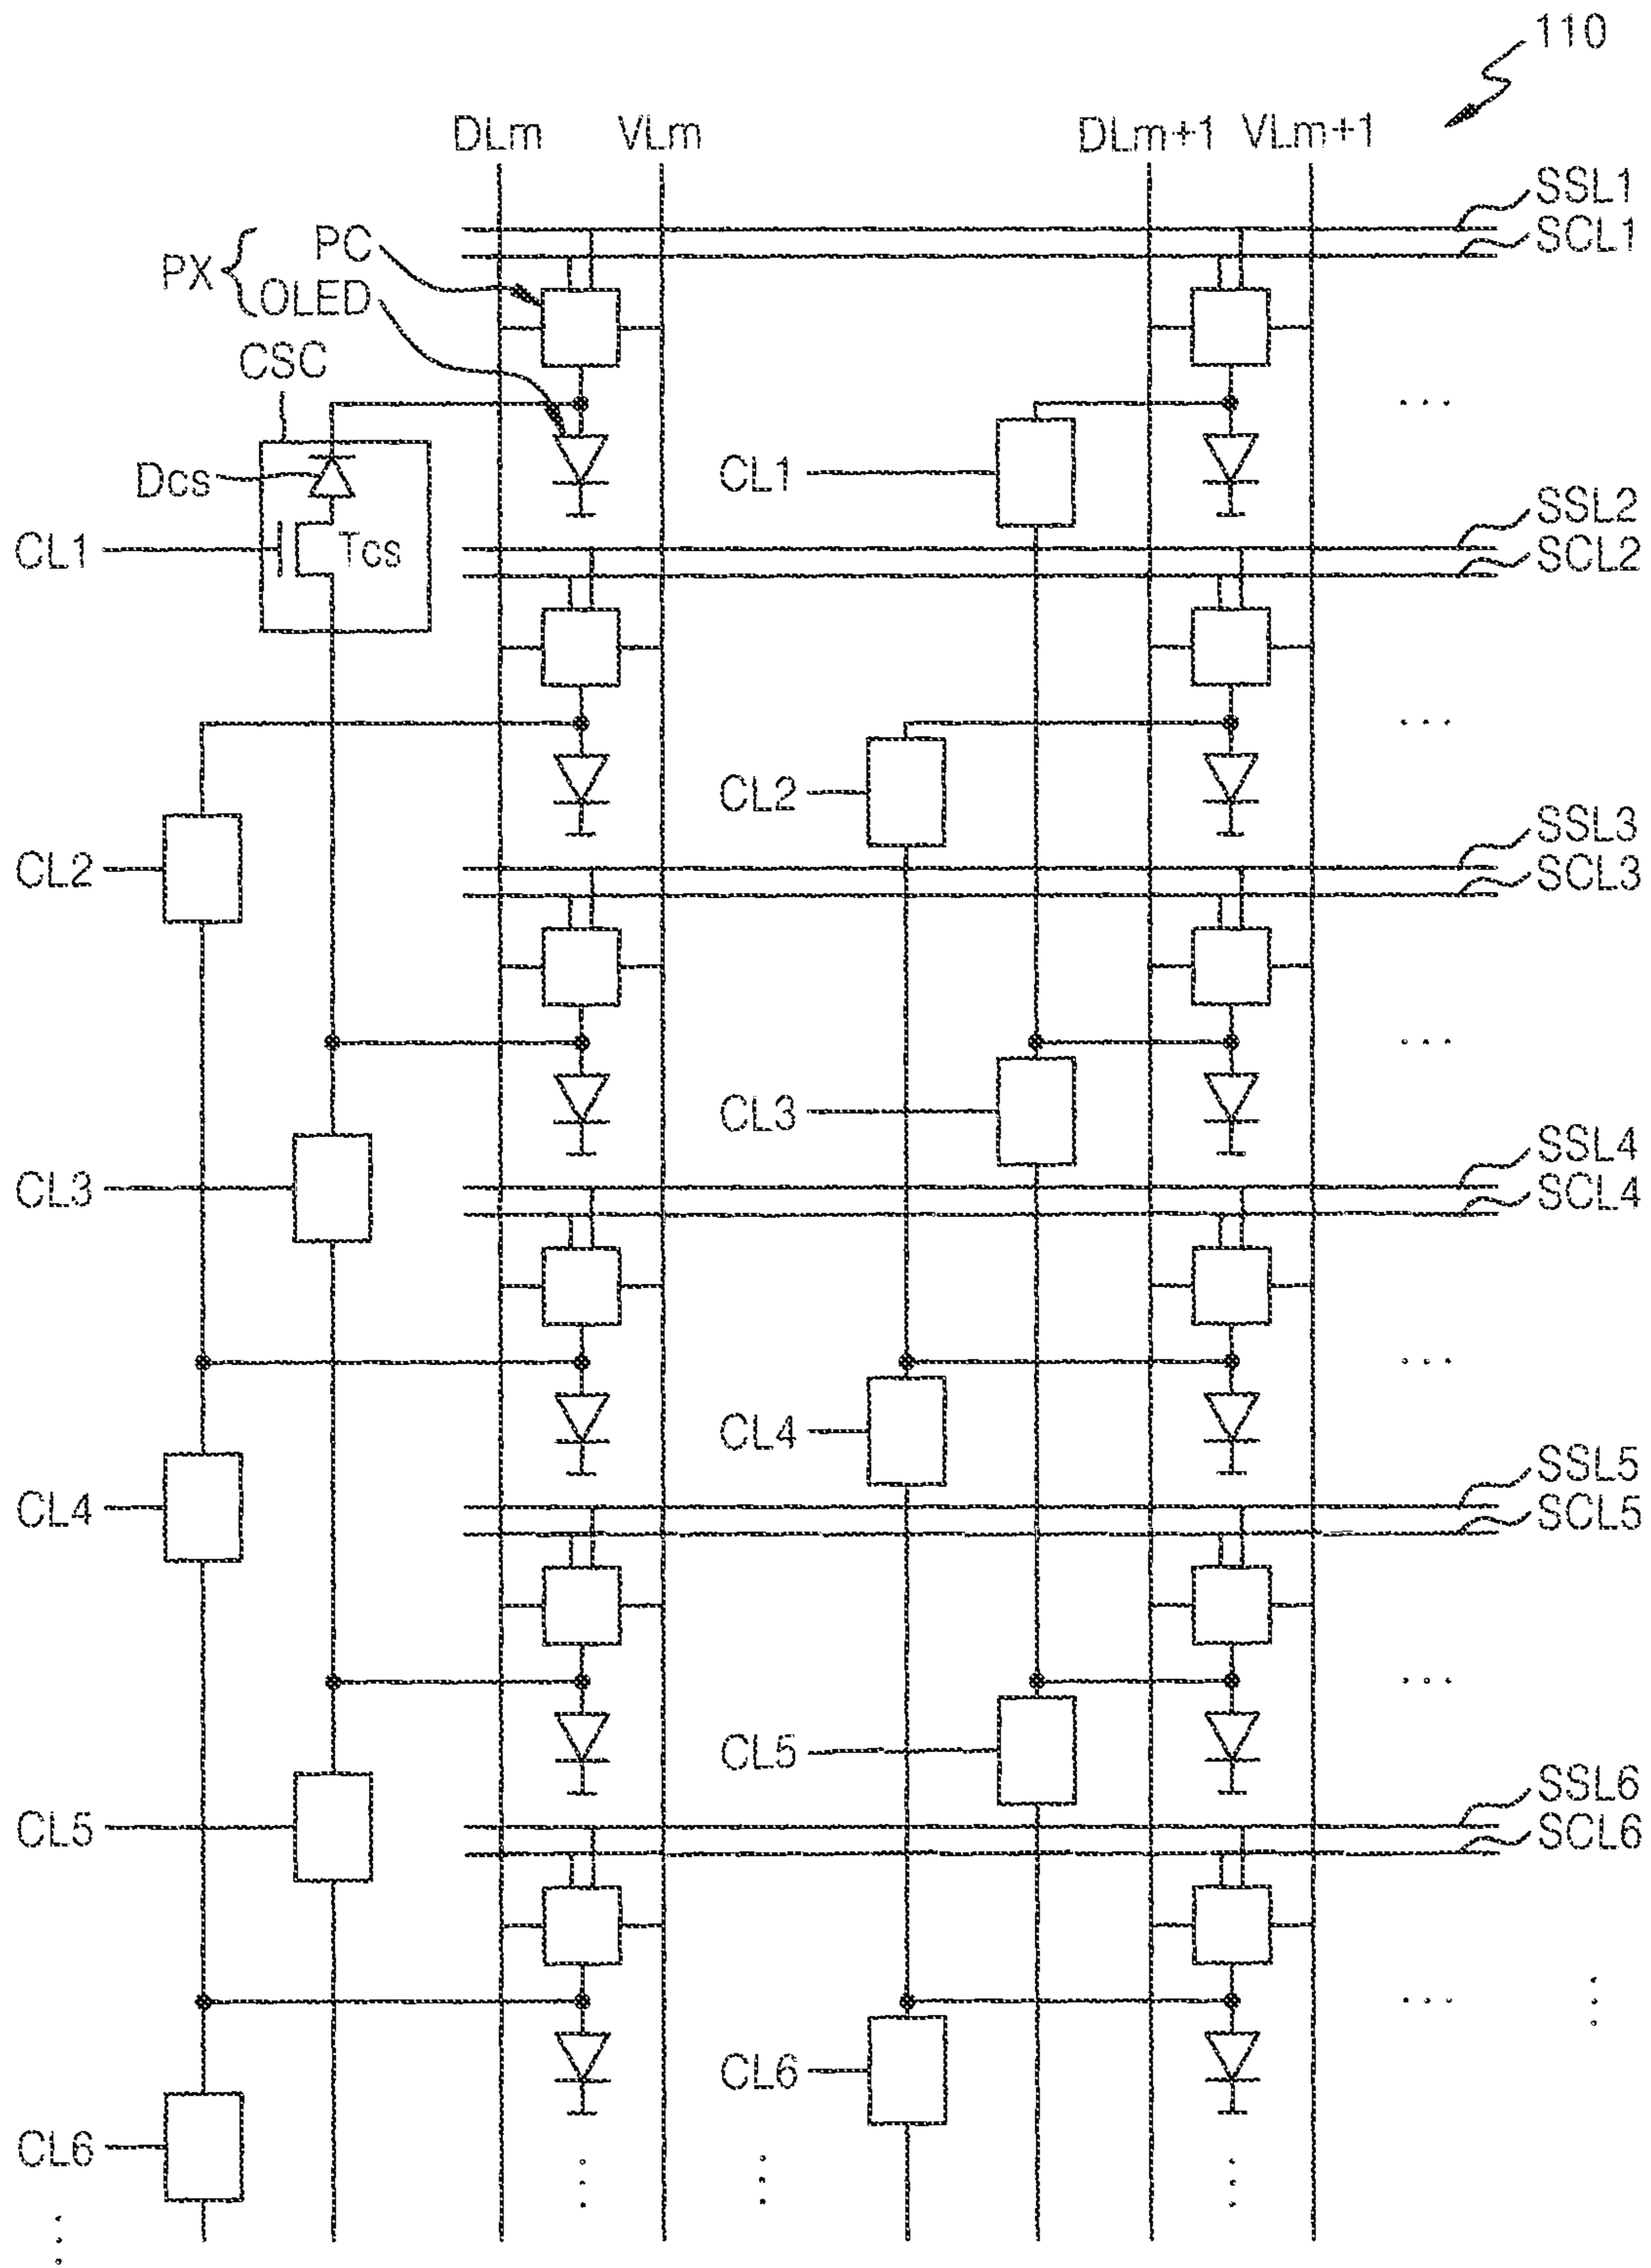 110
DLm VLm DLm+1 VLm+1
SSL1
SCL1
PX { PC
OLED
CSC
Dcs
CL1
CL1 Tcs
SSL2
SCL2
CL2
CL2
SSL3
SCL3
CL3
CL3
SSL4
SCL4
CL4
CL4
SSL5
SCL5
CL5
CL5
SSL6
SCL6
CL6
CL6